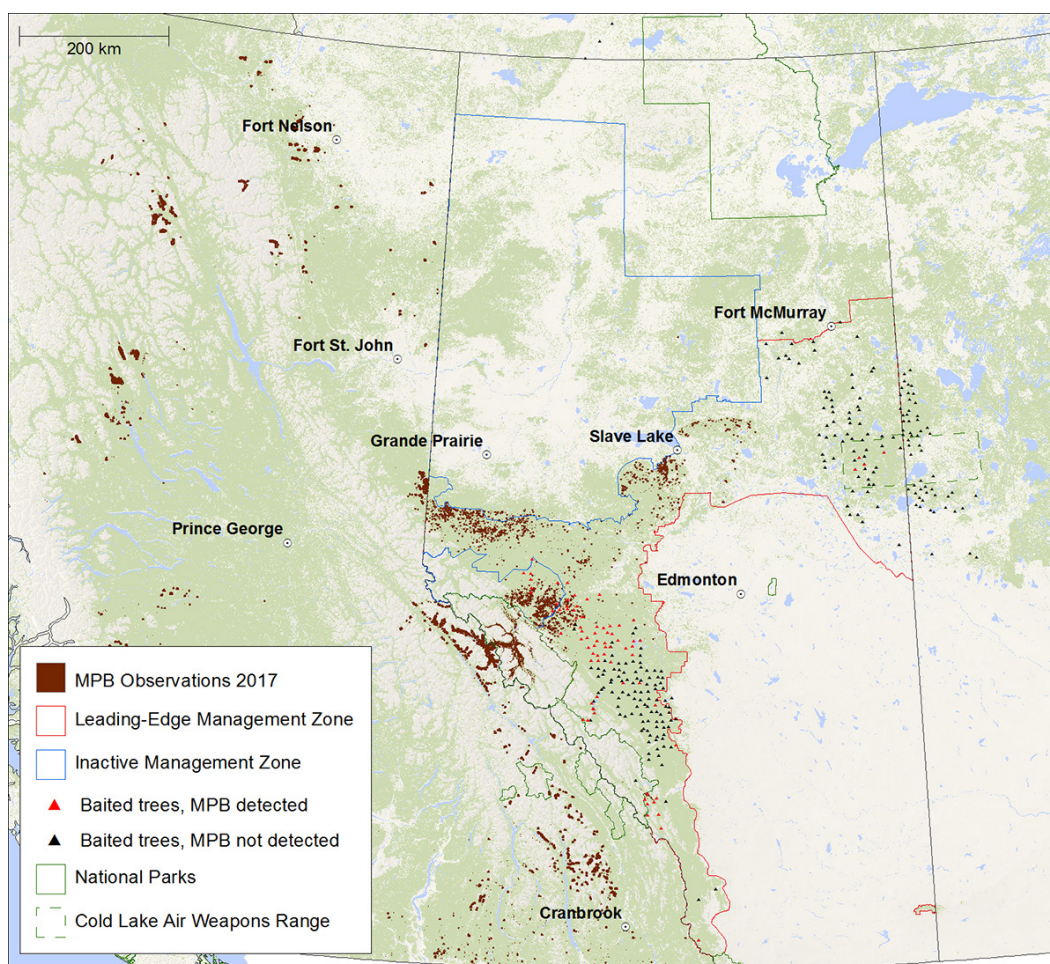 200 km
Fort Nelson
Fort McMurray
Fort St. John
Grande Prairie
Slave Lake
Prince George
Edmonton
MPB Observations 2017
Leading-Edge Management Zone
Inactive Management Zone
Baited trees, MPB detected
Baited trees, MPB not detected
National Parks
Cold Lake Air Weapons Range
Cranbrook